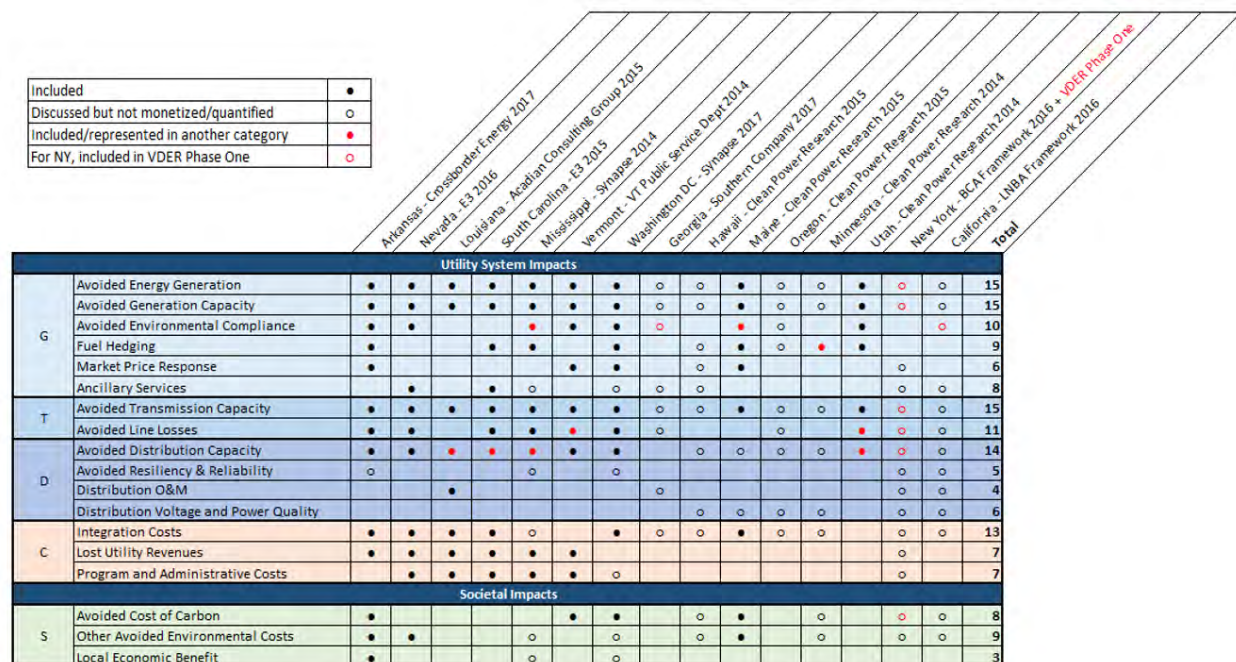 Included
Discussed but not monetized/quantified
Included/represented in another category
For NY, included in VDER Phase One
Arkansas - Crossborder Energy 2017
Nevada - E3 2016
Louisiana - Acadian Consulting Group 2015
South Carolina - E3 2015
Mississippi - Synapse 2014
Vermont - VT Public Service Dept 2014
Washington DC - Synapse 2017
Georgia - Southern Company 2017
Hawaii - Clean Power Research 2015
Maine - Clean Power Research 2015
Oregon - Clean Power Research 2015
Minnesota - Clean Power Research 2014
Utah - Clean Power Research 2014
New York - BCA Framework 2016 + VDER Phase One
California - LNBA Framework 2016
Total
Utility System Impacts
G
Avoided Energy Generation 15
Avoided Generation Capacity 15
Avoided Environmental Compliance 10
Fuel Hedging 9
Market Price Response 6
Ancillary Services 8
T
Avoided Transmission Capacity 15
Avoided Line Losses 11
D
Avoided Distribution Capacity 14
Avoided Resiliency & Reliability 5
Distribution O&M 4
Distribution Voltage and Power Quality 6
C
Integration Costs 13
Lost Utility Revenues 7
Program and Administrative Costs 7
Societal Impacts
S
Avoided Cost of Carbon 8
Other Avoided Environmental Costs 9
Local Economic Benefit 3